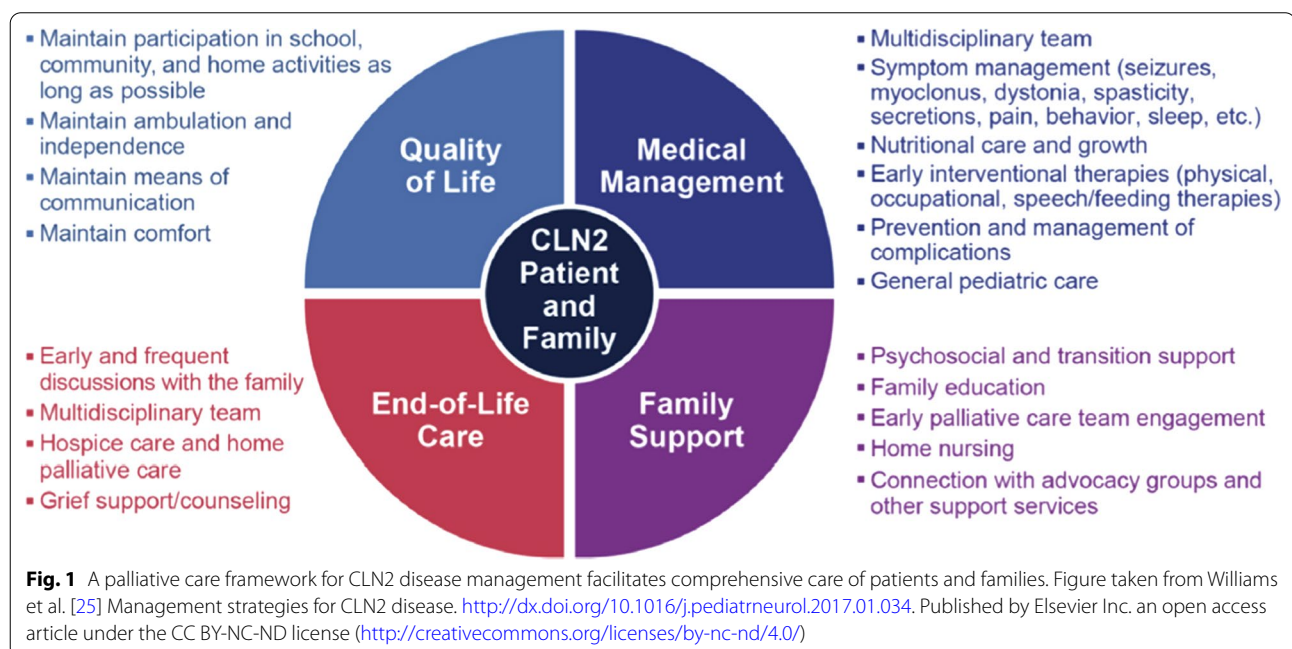 ▪ Maintain participation in school,
community, and home activities as
long as possible
▪ Maintain ambulation and
independence
▪ Maintain means of
communication
▪ Maintain comfort
Quality
of Life
Medical
Management
▪ Multidisciplinary team
▪ Symptom management (seizures,
myoclonus, dystonia, spasticity,
secretions, pain, behavior, sleep, etc.)
▪ Nutritional care and growth
▪ Early interventional therapies (physical,
occupational, speech/feeding therapies)
▪ Prevention and management of
complications
▪ General pediatric care
CLN2
Patient
and
Family
▪ Early and frequent
discussions with the family
▪ Multidisciplinary team
▪ Hospice care and home
palliative care
▪ Grief support/counseling
End-of-Life
Care
Family
Support
▪ Psychosocial and transition support
▪ Family education
▪ Early palliative care team engagement
▪ Home nursing
▪ Connection with advocacy groups and
other support services
Fig. 1 A palliative care framework for CLN2 disease management facilitates comprehensive care of patients and families. Figure taken from Williams
et al. [25] Management strategies for CLN2 disease. http://dx.doi.org/10.1016/j.pediatrneurol.2017.01.034. Published by Elsevier Inc. an open access
article under the CC BY-NC-ND license (http://creativecommons.org/licenses/by-nc-nd/4.0/)